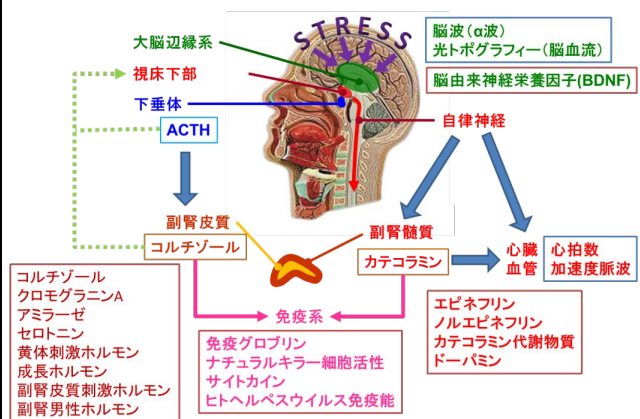 STRESS
大脳辺縁系
視床下部
下垂体
ACTH
脳波(α波)
光トポグラフィー(脳血流)
脳由来神経栄養因子(BDNF)
自律神経
副腎皮質
コルチゾール
副腎髄質
カテコラミン
心臓
血管
心拍数
加速度脈波
免疫系
コルチゾール
クロモグラニンA
アミラーゼ
セロトニン
黄体刺激ホルモン
成長ホルモン
副腎皮質刺激ホルモン
副腎男性ホルモン
免疫グロブリン
ナチュラルキラー細胞活性
サイトカイン
ヒトヘルペスウイルス免疫能
エピネフリン
ノルエピネフリン
カテコラミン代謝物質
ドーパミン